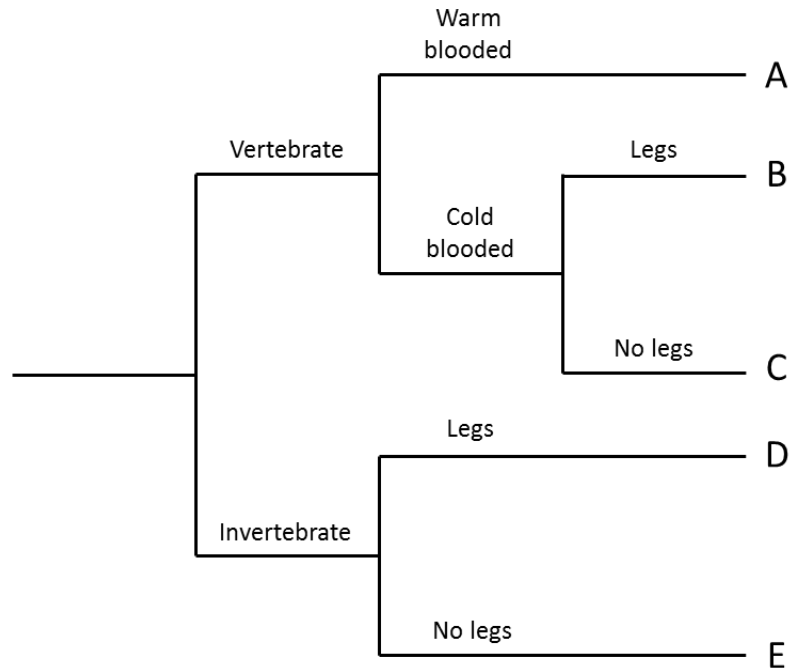 Warm
blooded
A
Vertebrate
Legs
B
Cold
blooded
No legs
C
Legs
D
Invertebrate
No legs
E